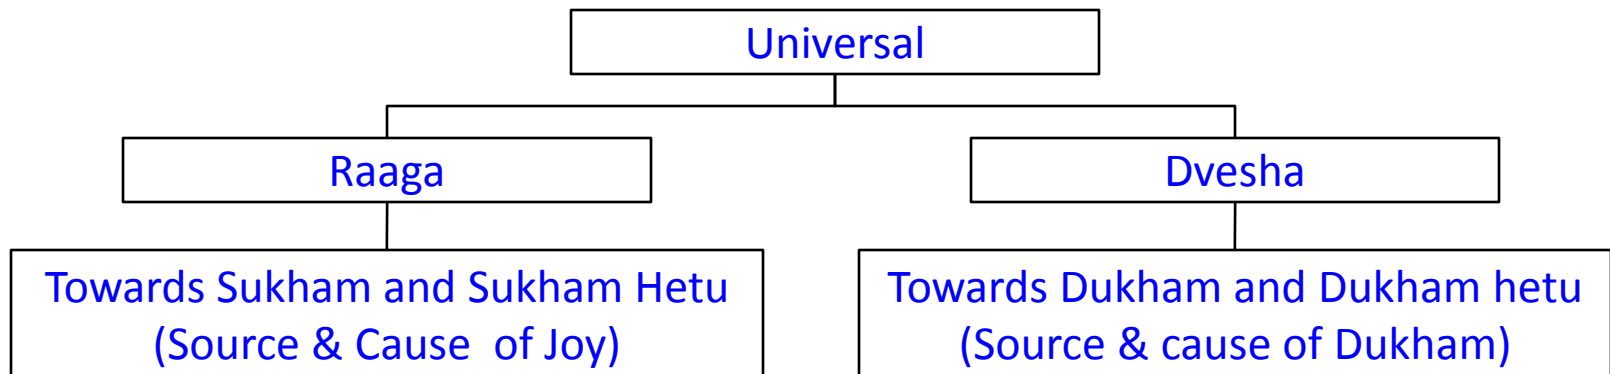 Universal
Raaga
Dvesha
Towards Sukham and Sukham Hetu
(Source & Cause of Joy)
Towards Dukham and Dukham hetu
(Source & cause of Dukham)